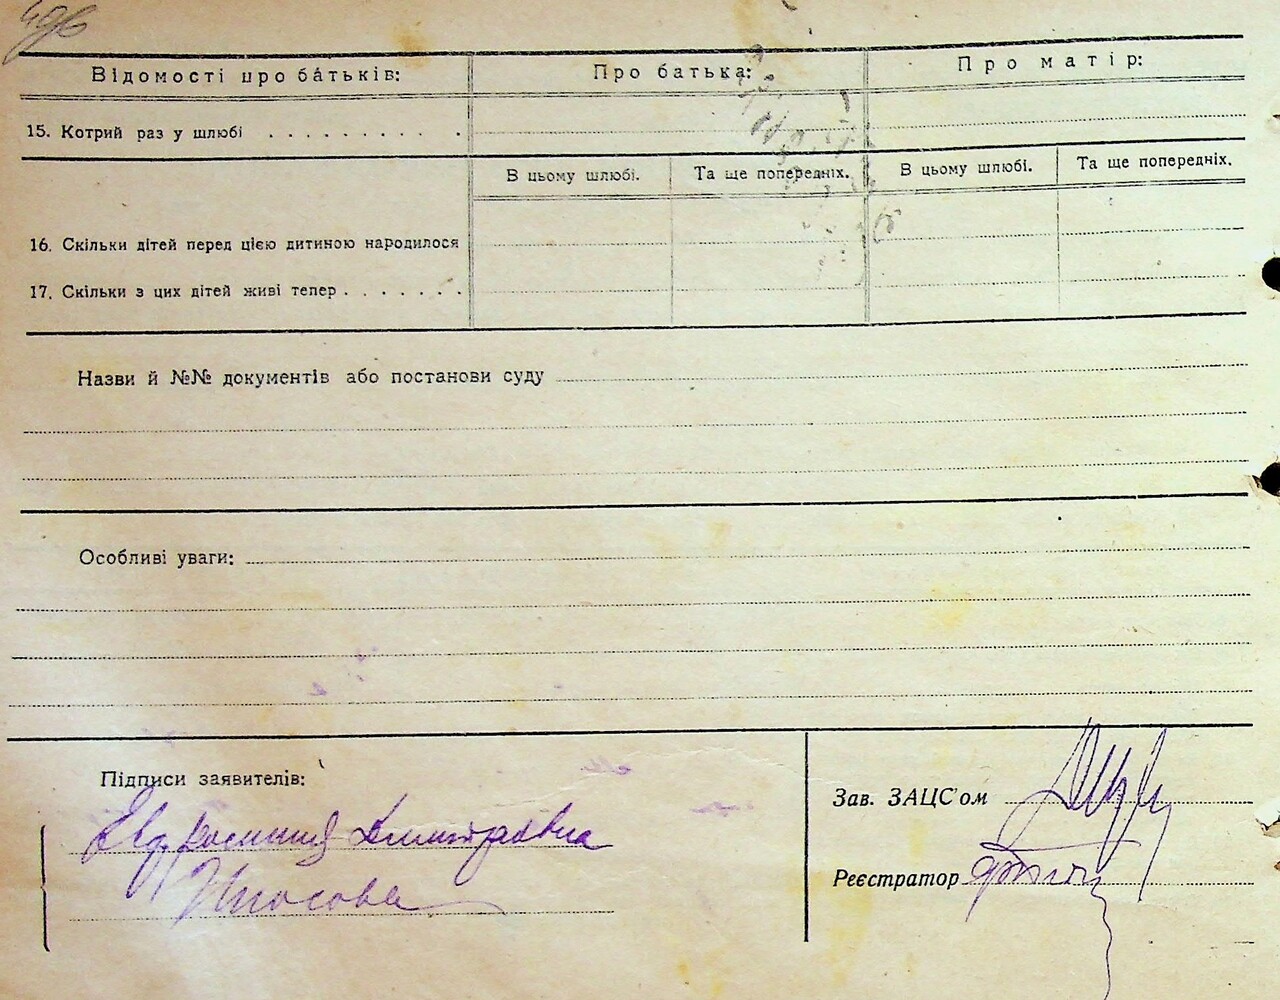 Відомості про батьків: Про батька: Про матір:
15. Котрий раз у шлюбі . . . . . . . . . .
В цьому шлюбі. Та ще попередніх. В цьому шлюбі. Та ще попередніх.
16. Скільки дітей перед цією дитиною народилося
17. Скільки з цих дітей живі тепер . . . . . . .
Назви й №№ документів або постанови суду
Особливі уваги:
Підписи заявителів:
Зав. ЗАЦС'ом
Реєстратор